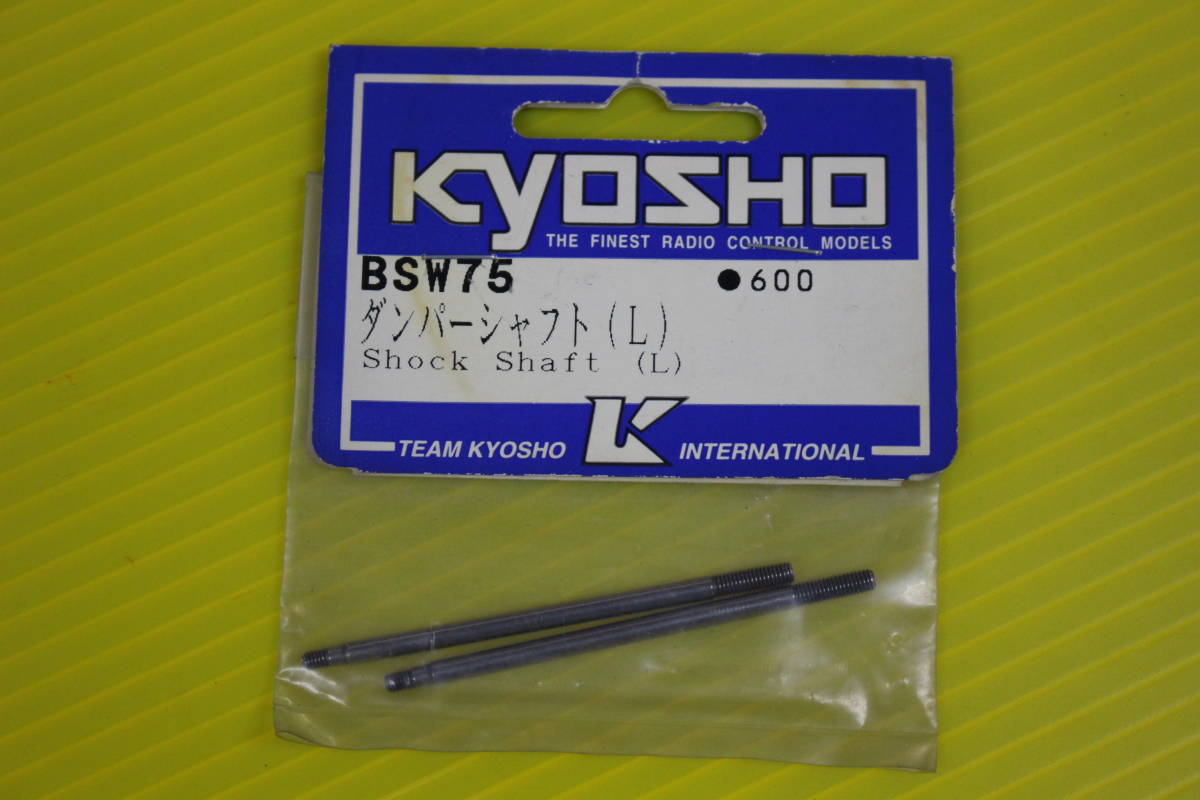 KYOSHO
THE FINEST RADIO CONTROL MODELS
BSW75 ●600
ダンパーシャフト(L)
Shock Shaft (L)
TEAM KYOSHO K INTERNATIONAL